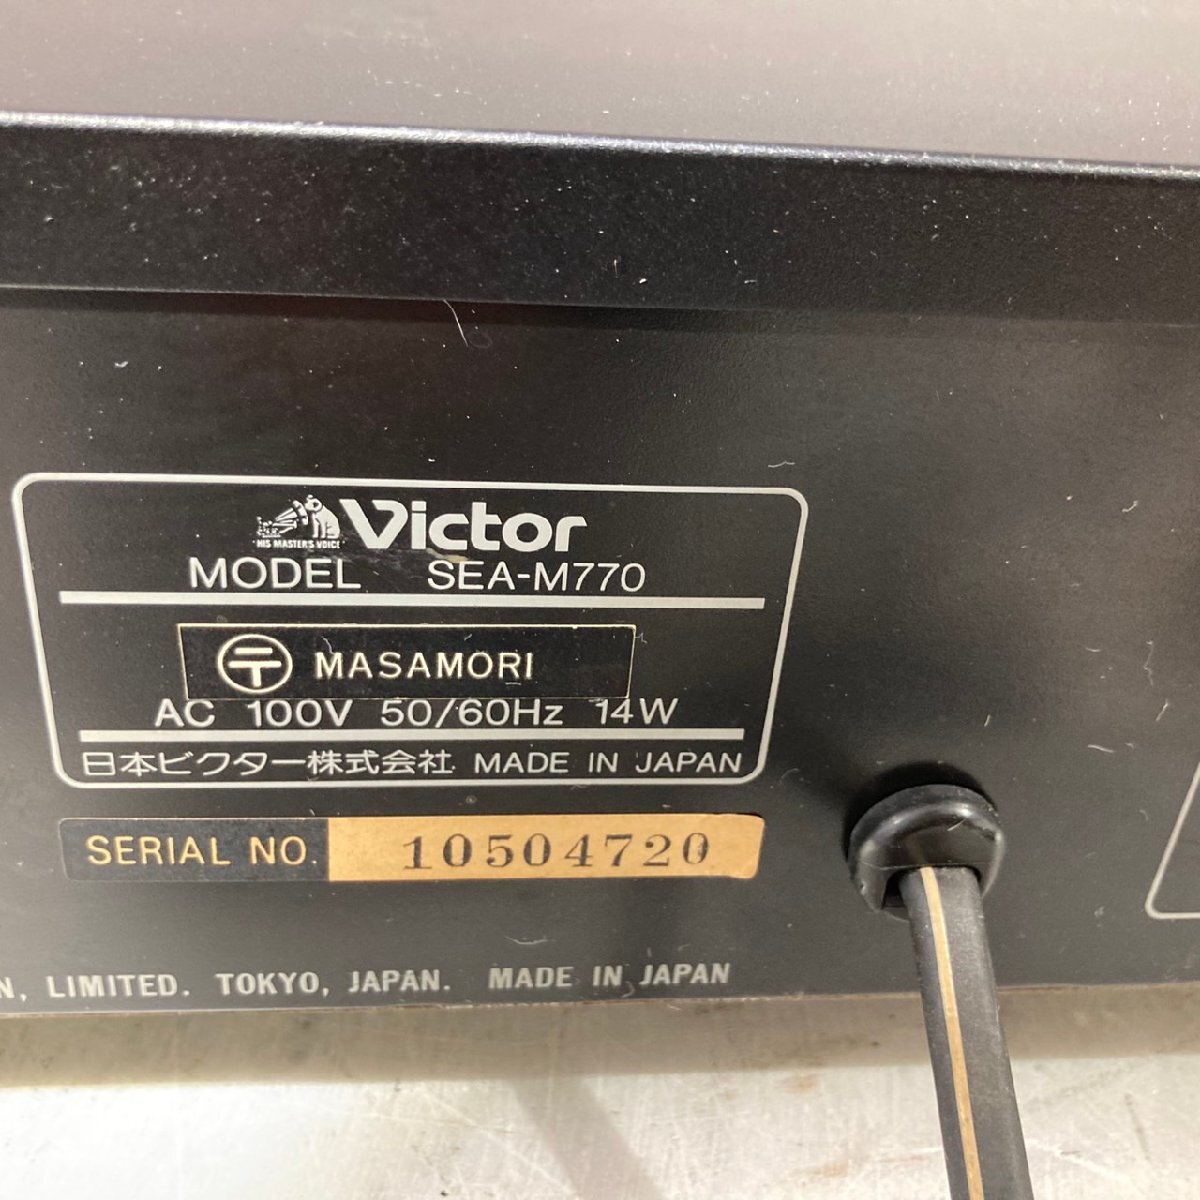 HIS MASTER'S VOICE
Victor
MODEL SEA-M770
〒 MASAMORI
AC 100V 50/60Hz 14W
日本ビクター株式会社 MADE IN JAPAN
SERIAL NO. 10504720
N, LIMITED. TOKYO, JAPAN. MADE IN JAPAN